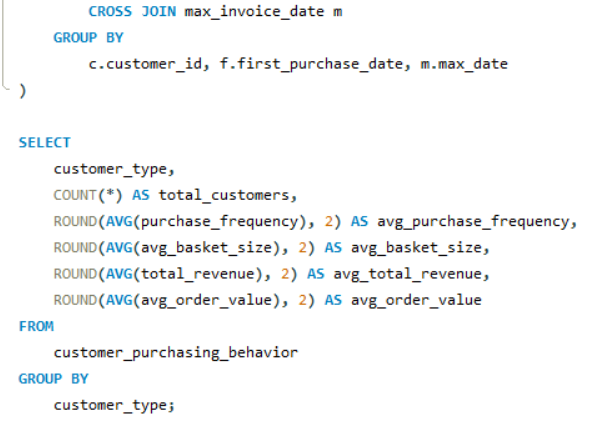 CROSS JOIN max_invoice_date m
GROUP BY
c.customer_id, f.first_purchase_date, m.max_date
)
SELECT
customer_type,
COUNT(*) AS total_customers,
ROUND(AVG(purchase_frequency), 2) AS avg_purchase_frequency,
ROUND(AVG(avg_basket_size), 2) AS avg_basket_size,
ROUND(AVG(total_revenue), 2) AS avg_total_revenue,
ROUND(AVG(avg_order_value), 2) AS avg_order_value
FROM
customer_purchasing_behavior
GROUP BY
customer_type;